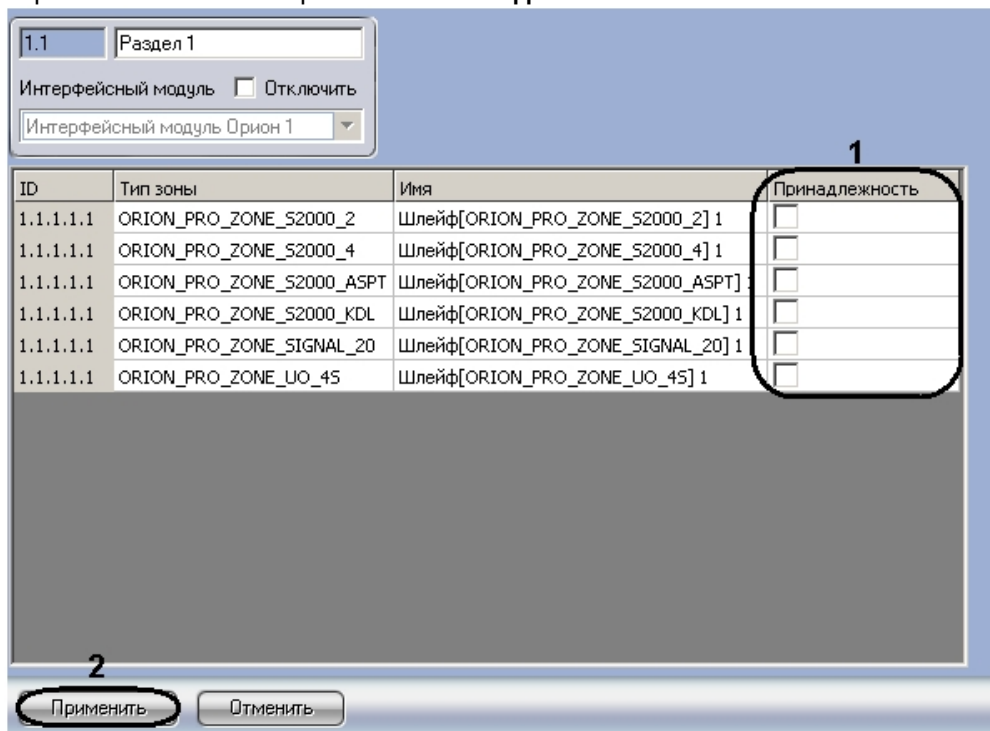 1.1 Раздел 1
Интерфейсный модуль Отключить
Интерфейсный модуль Орион 1
1
ID Тип зоны Имя Принадлежность
1.1.1.1.1 ORION_PRO_ZONE_S2000_2 Шлейф[ORION_PRO_ZONE_S2000_2] 1
1.1.1.1.1 ORION_PRO_ZONE_S2000_4 Шлейф[ORION_PRO_ZONE_S2000_4] 1
1.1.1.1.1 ORION_PRO_ZONE_S2000_ASPT Шлейф[ORION_PRO_ZONE_S2000_ASPT] 1
1.1.1.1.1 ORION_PRO_ZONE_S2000_KDL Шлейф[ORION_PRO_ZONE_S2000_KDL] 1
1.1.1.1.1 ORION_PRO_ZONE_SIGNAL_20 Шлейф[ORION_PRO_ZONE_SIGNAL_20] 1
1.1.1.1.1 ORION_PRO_ZONE_UO_4S Шлейф[ORION_PRO_ZONE_UO_4S] 1
2
Применить Отменить